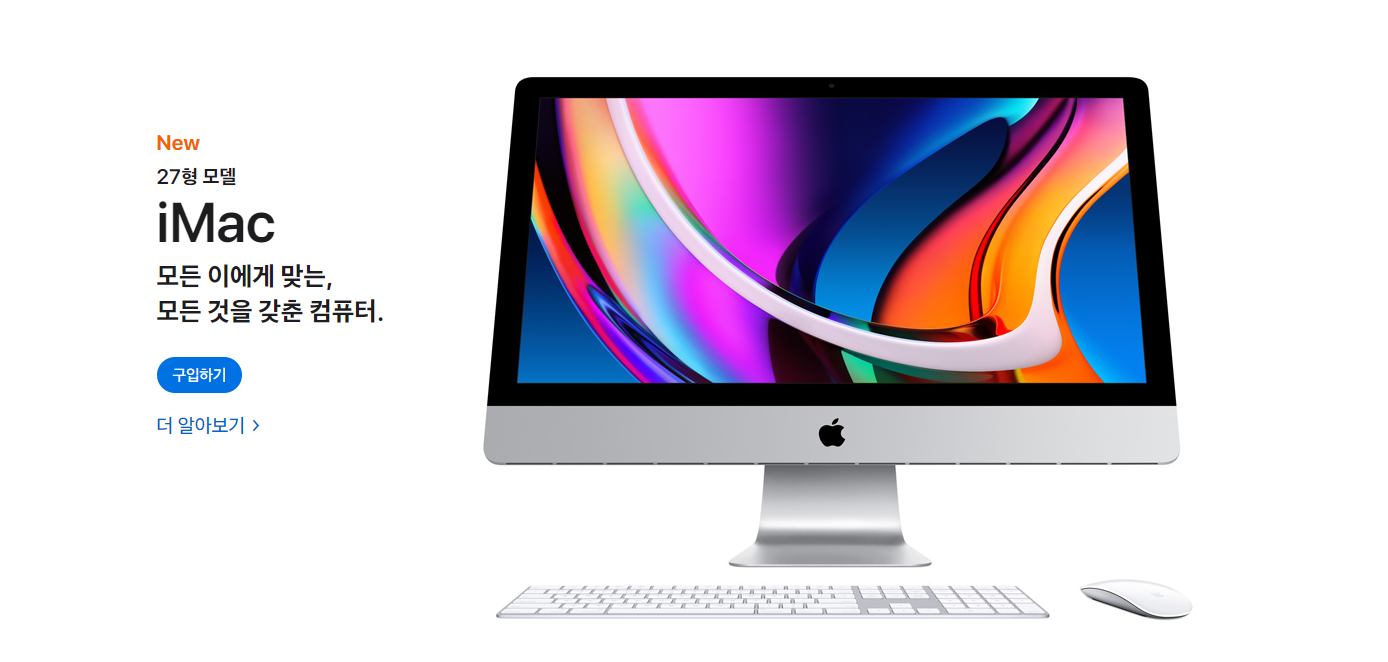 New
27형 모델
iMac
모든 이에게 맞는,
모든 것을 갖춘 컴퓨터.
구입하기
더 알아보기 >